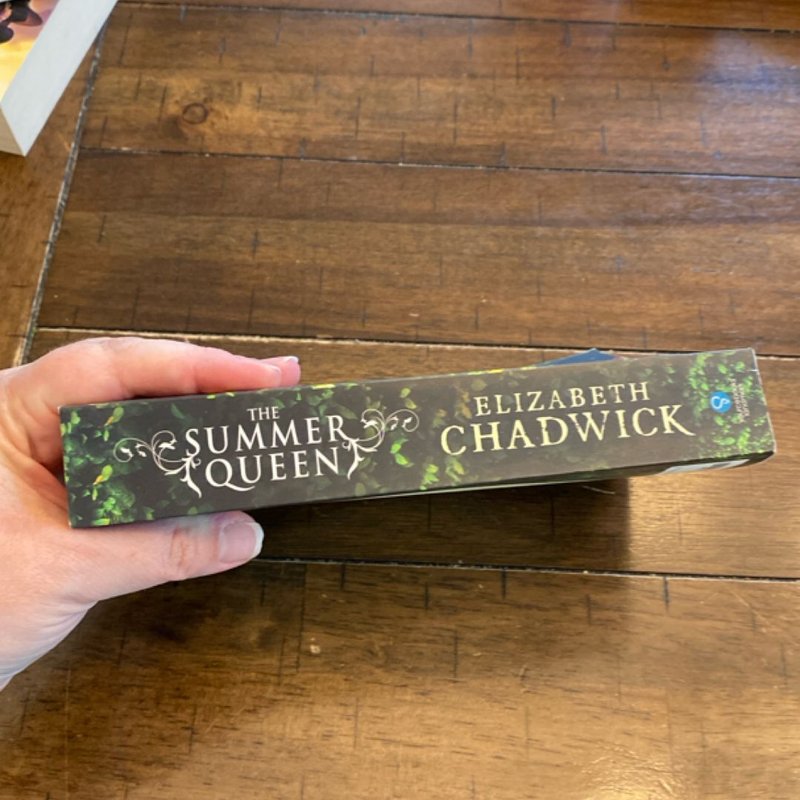 THE
SUMMER
QUEEN
ELIZABETH
CHADWICK